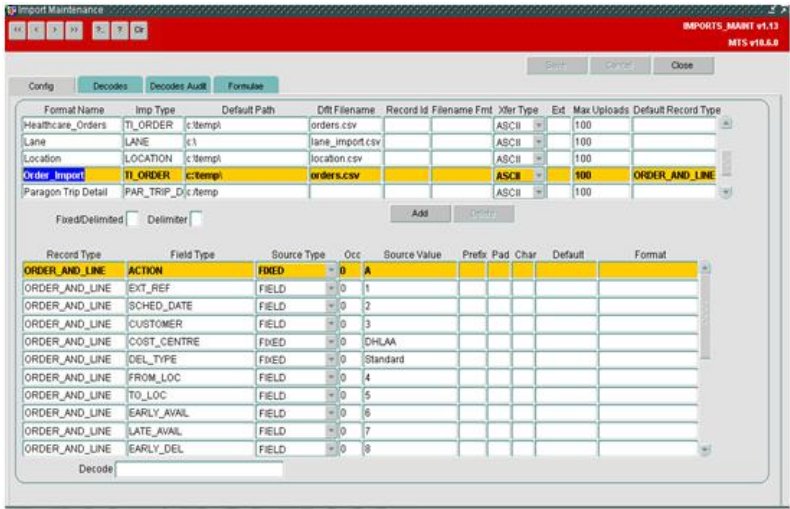 Import Maintenance
<< < > >> ?.. ? Clr
IMPORTS_MAINT v1.13
MTS v10.6.0
Save Cancel Close
Config Decodes Decodes Audit Formulae
Format Name Imp Type Default Path Dflt Filename Record Id Filename Fmt Xfer Type Ext Max Uploads Default Record Type
Healthcare_Orders TI_ORDER c:\temp\ orders.csv ASCII 100
Lane LANE c:\ lane_import.csv ASCII 100
Location LOCATION c:\temp\ location.csv ASCII 100
Order_Import TI_ORDER c:\temp\ orders.csv ASCII 100 ORDER_AND_LINE
Paragon Trip Detail PAR_TRIP_D c:/temp ASCII 100
Fixed/Delimited Delimiter Add Delete
Record Type Field Type Source Type Occ Source Value Prefix Pad Char Default Format
ORDER_AND_LINE ACTION FIXED 0 A
ORDER_AND_LINE EXT_REF FIELD 0 1
ORDER_AND_LINE SCHED_DATE FIELD 0 2
ORDER_AND_LINE CUSTOMER FIELD 0 3
ORDER_AND_LINE COST_CENTRE FIXED 0 DHLAA
ORDER_AND_LINE DEL_TYPE FIXED 0 Standard
ORDER_AND_LINE FROM_LOC FIELD 0 4
ORDER_AND_LINE TO_LOC FIELD 0 5
ORDER_AND_LINE EARLY_AVAIL FIELD 0 6
ORDER_AND_LINE LATE_AVAIL FIELD 0 7
ORDER_AND_LINE EARLY_DEL FIELD 0 8
Decode